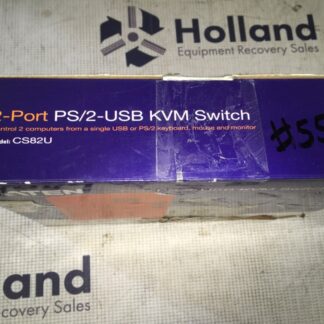 Holland
Equipment Recovery Sales
2-Port PS/2-USB KVM Switch
ontrol 2 computers from a single USB or PS/2 keyboard, mouse and monitor
del: CS82U
#55
lland
Recovery Sales